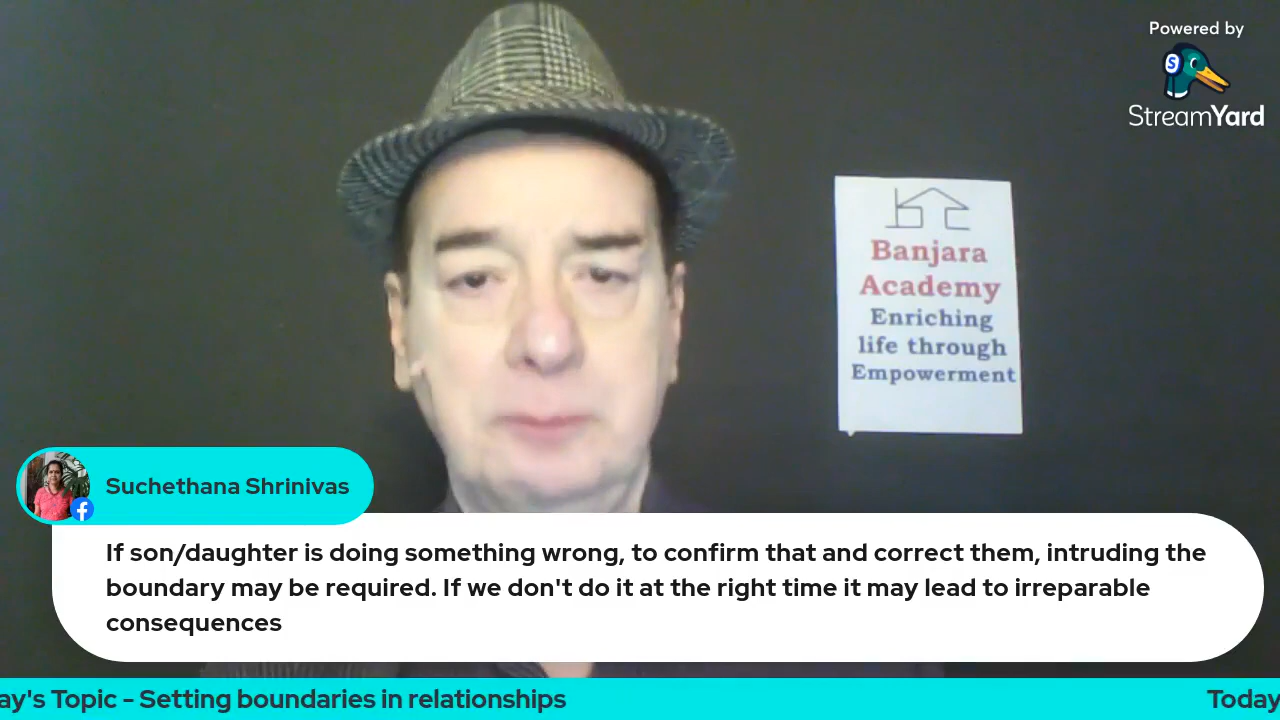 Powered by
StreamYard
Banjara
Academy
Enriching
life through
Empowerment
Suchethana Shrinivas
If son/daughter is doing something wrong, to confirm that and correct them, intruding the
boundary may be required. If we don't do it at the right time it may lead to irreparable
consequences
ay's Topic - Setting boundaries in relationships
Today